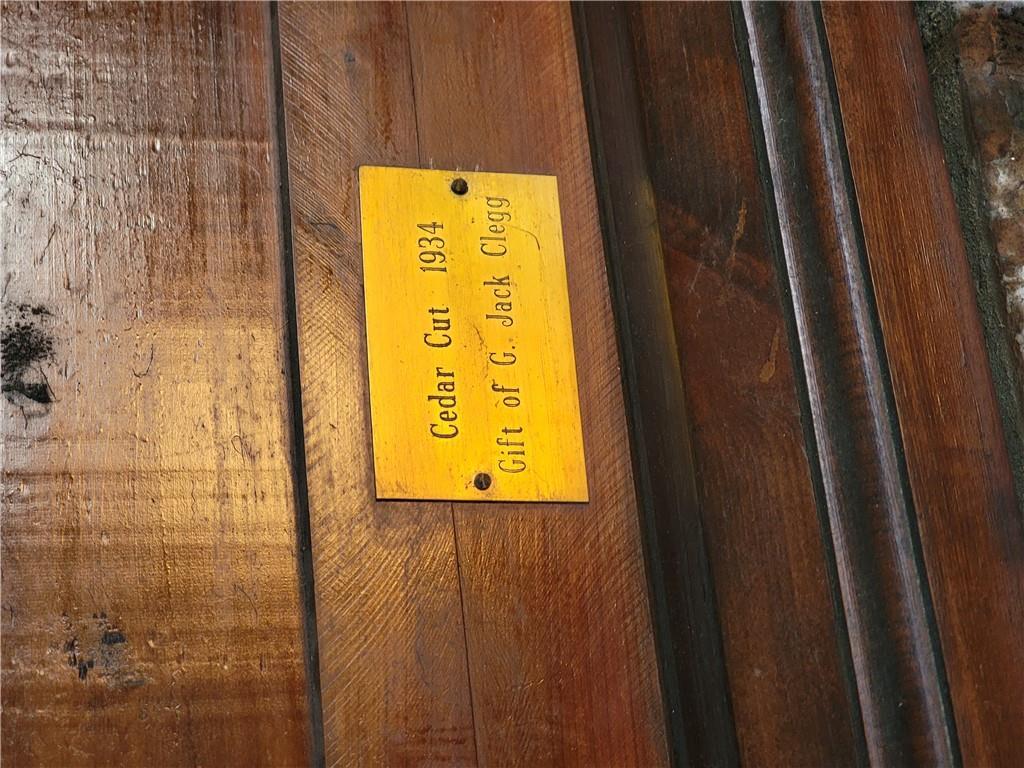 Cedar Cut 1934
Gift of G. Jack Clegg